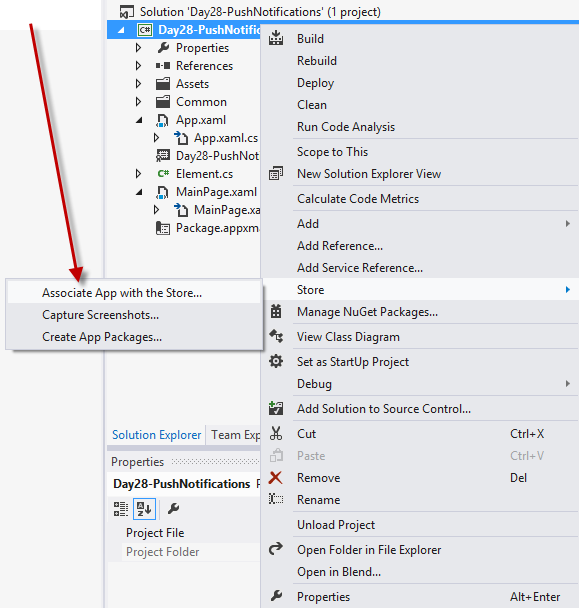 Solution 'Day28-PushNotifications' (1 project)
C# Day28-PushNotific
Properties
References
Assets
Common
App.xaml
App.xaml.cs
Day28-PushNot
C# Element.cs
MainPage.xaml
MainPage.xa
Package.appxma
Build
Rebuild
Deploy
Clean
Run Code Analysis
Scope to This
New Solution Explorer View
Calculate Code Metrics
Add
Add Reference...
Add Service Reference...
Store
Manage NuGet Packages...
View Class Diagram
Set as StartUp Project
Debug
Add Solution to Source Control...
Cut Ctrl+X
Paste Ctrl+V
Remove Del
Rename
Unload Project
Open Folder in File Explorer
Open in Blend...
Properties Alt+Enter
Associate App with the Store...
Capture Screenshots...
Create App Packages...
Solution Explorer Team Exp
Properties
Day28-PushNotifications P
A Z
Project File
Project Folder